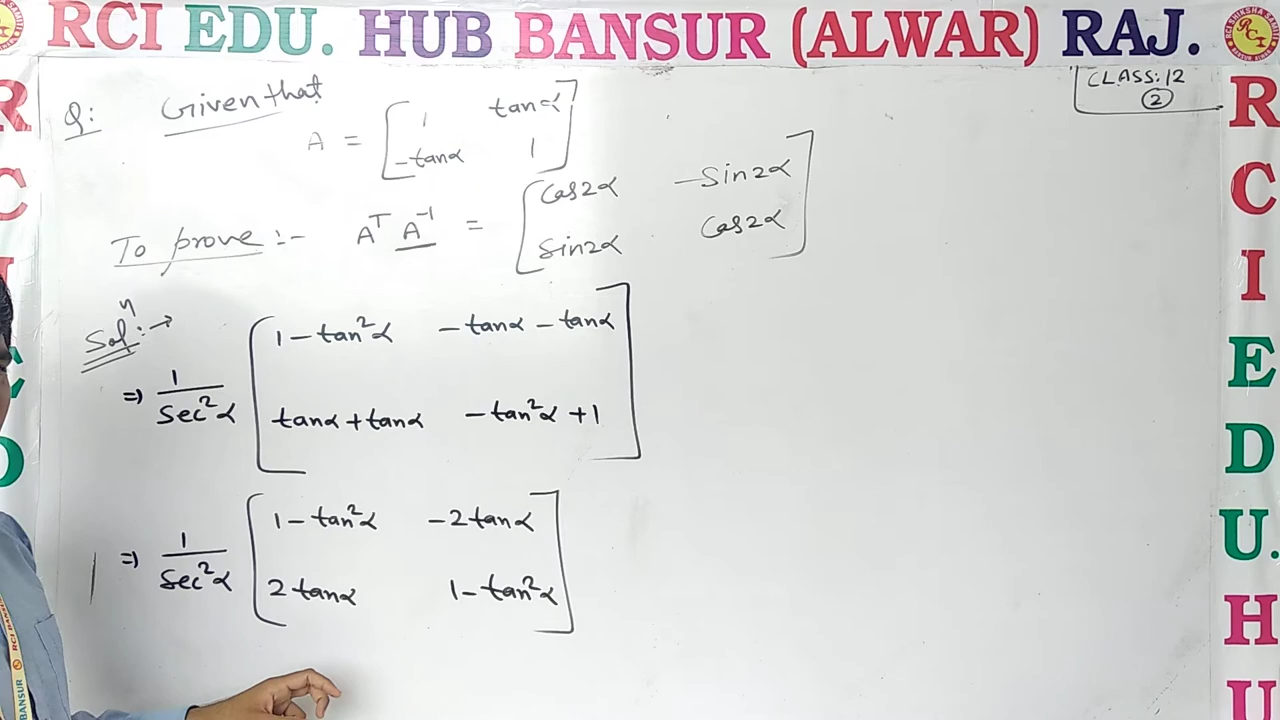 RCI EDU. HUB BANSUR (ALWAR) RAJ.
CLASS: 12
②
Q: Given that
A = [1 tanα
-tanα 1]
To prove :- Aᵀ A⁻¹ = [Cos2α -Sin2α
Sin2α Cos2α]
Solⁿ :→
⇒ 1/Sec²α [1 - tan²α -tanα - tanα
tanα + tanα -tan²α + 1]
⇒ 1/Sec²α [1 - tan²α -2tanα
2tanα 1 - tan²α]
R
C
I
E
D
U.
H
U
R
C
I